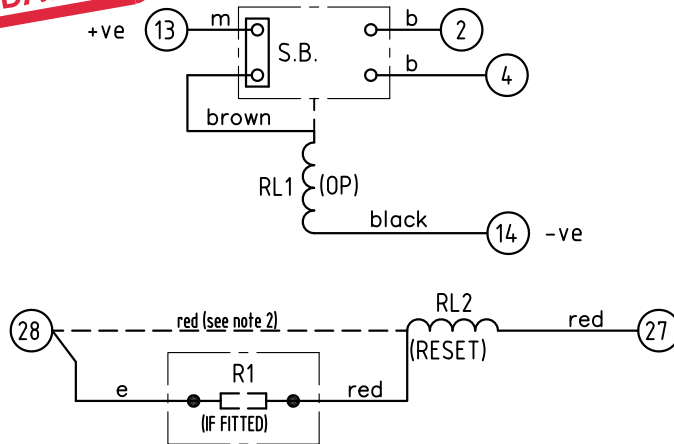 +ve 13 m b 2
S.B.
b 4
brown
RL1 (OP)
black 14 -ve
28 red (see note 2) RL2 red 27
(RESET)
R1
e red
(IF FITTED)